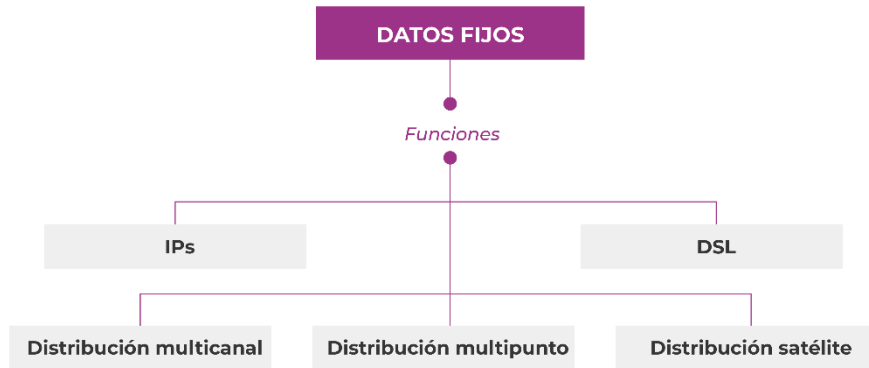 DATOS FIJOS
Funciones
IPs
DSL
Distribución multicanal
Distribución multipunto
Distribución satélite